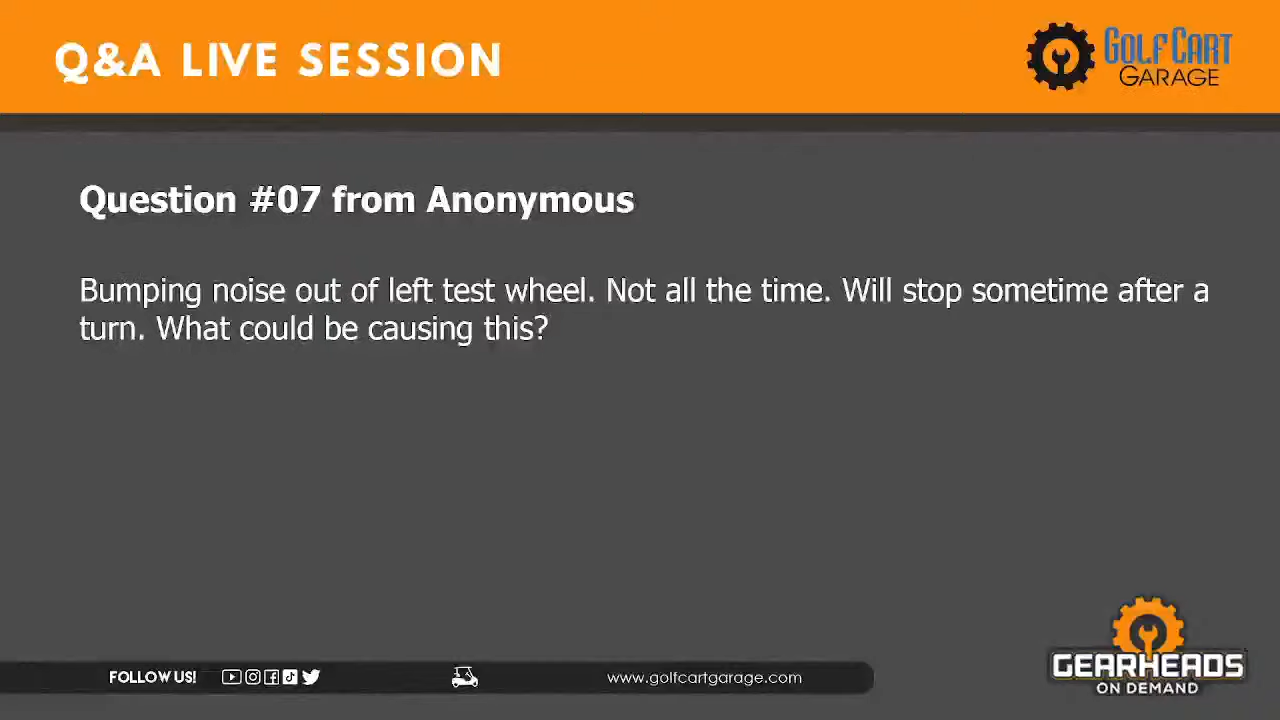 Q&A LIVE SESSION
GOLF CART
GARAGE
Question #07 from Anonymous
Bumping noise out of left test wheel. Not all the time. Will stop sometime after a
turn. What could be causing this?
GEARHEADS
ON DEMAND
FOLLOW US!
www.golfcartgarage.com